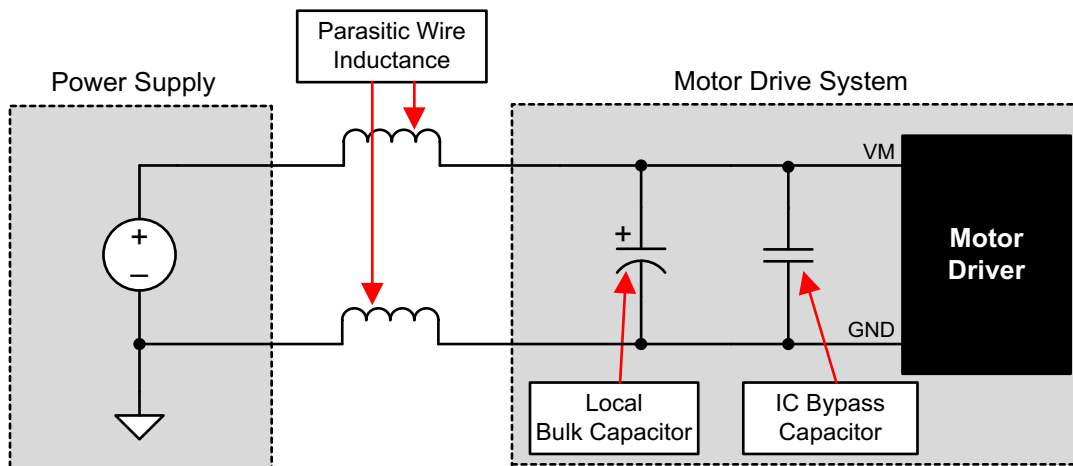 Parasitic Wire
Inductance
Power Supply
Motor Drive System
VM
+
–
+
Motor
Driver
GND
Local
Bulk Capacitor
IC Bypass
Capacitor